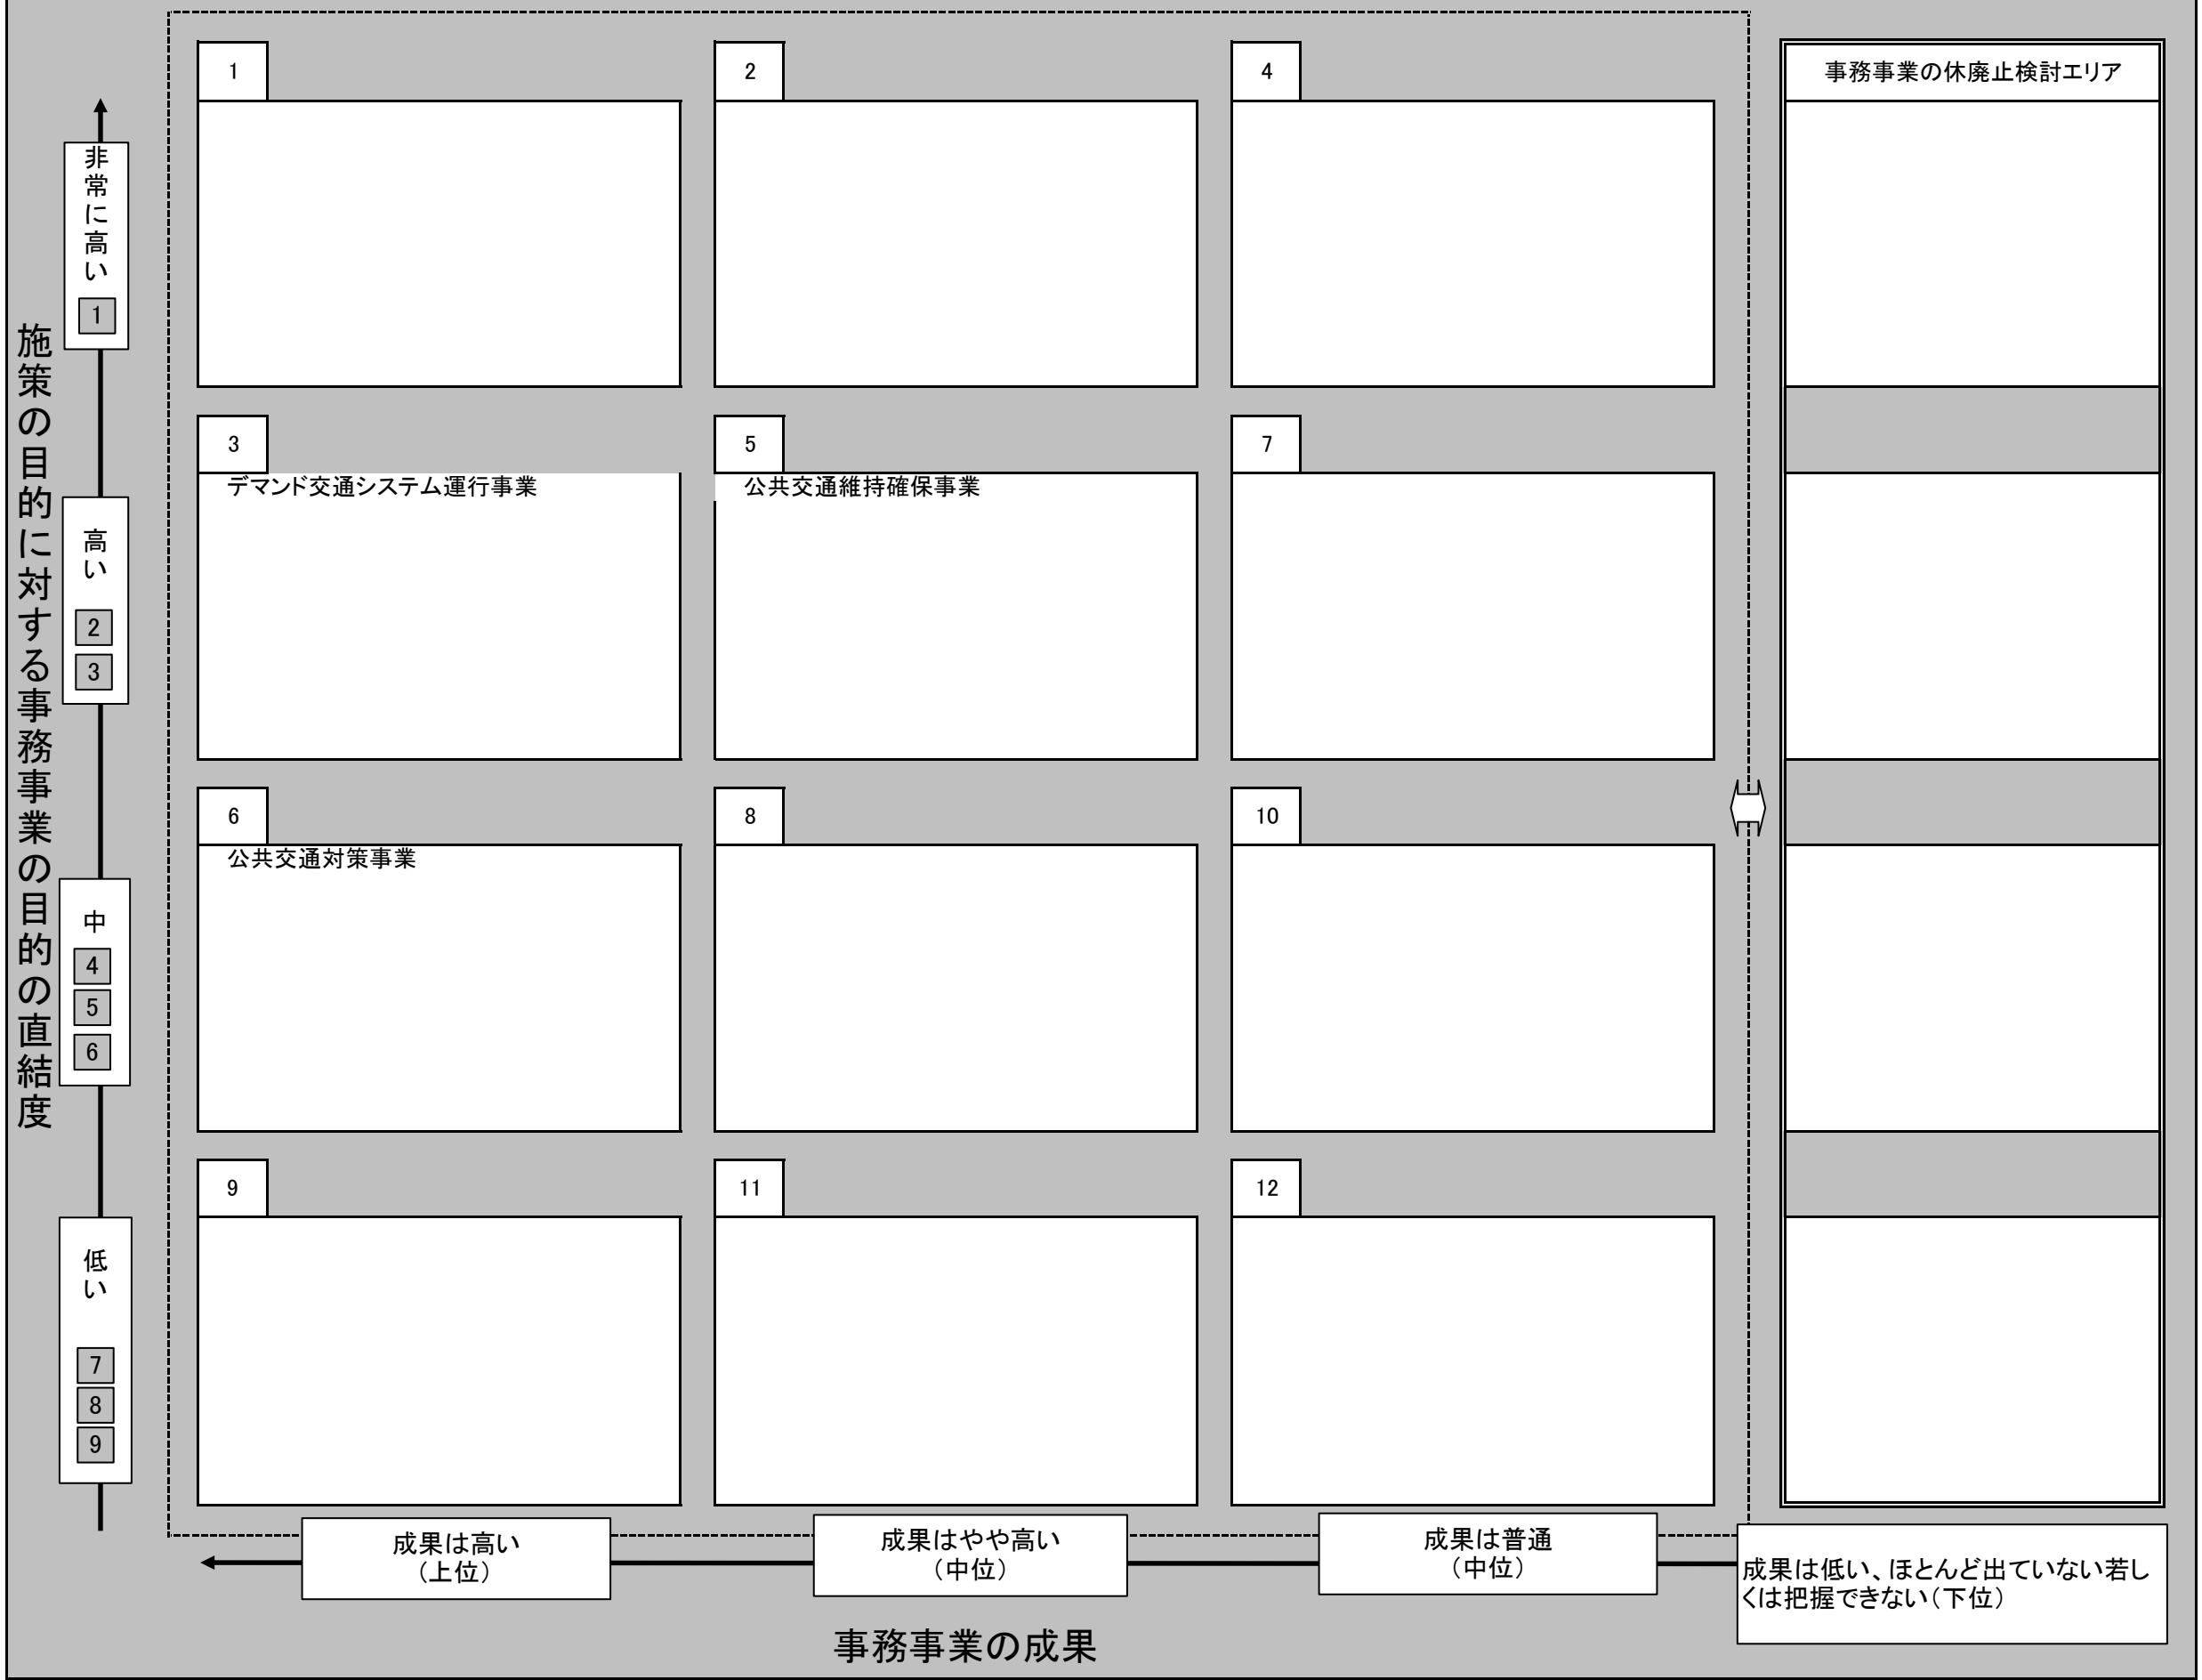 施策の目的に対する事務事業の目的の直結度
非常に高い
1
高い
2
3
中
4
5
6
低い
7
8
9
1
2
4
事務事業の休廃止検討エリア
3
5
7
デマンド交通システム運行事業
公共交通維持確保事業
6
8
10
公共交通対策事業
9
11
12
成果は高い
（上位）
成果はやや高い
（中位）
成果は普通
（中位）
成果は低い、ほとんど出ていない若し
くは把握できない（下位）
事務事業の成果